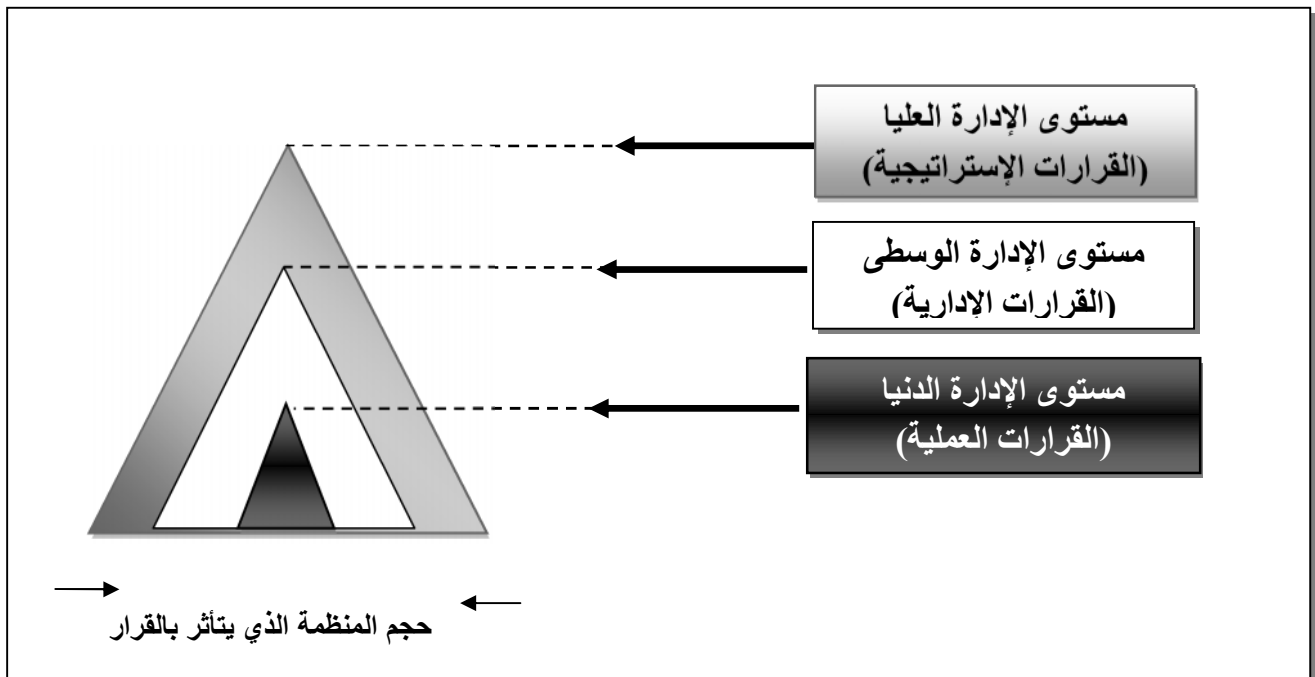 مستوى الإدارة العليا
(القرارات الإستراتيجية)
مستوى الإدارة الوسطى
(القرارات الإدارية)
مستوى الإدارة الدنيا
(القرارات العملية)
حجم المنظمة الذي يتأثر بالقرار